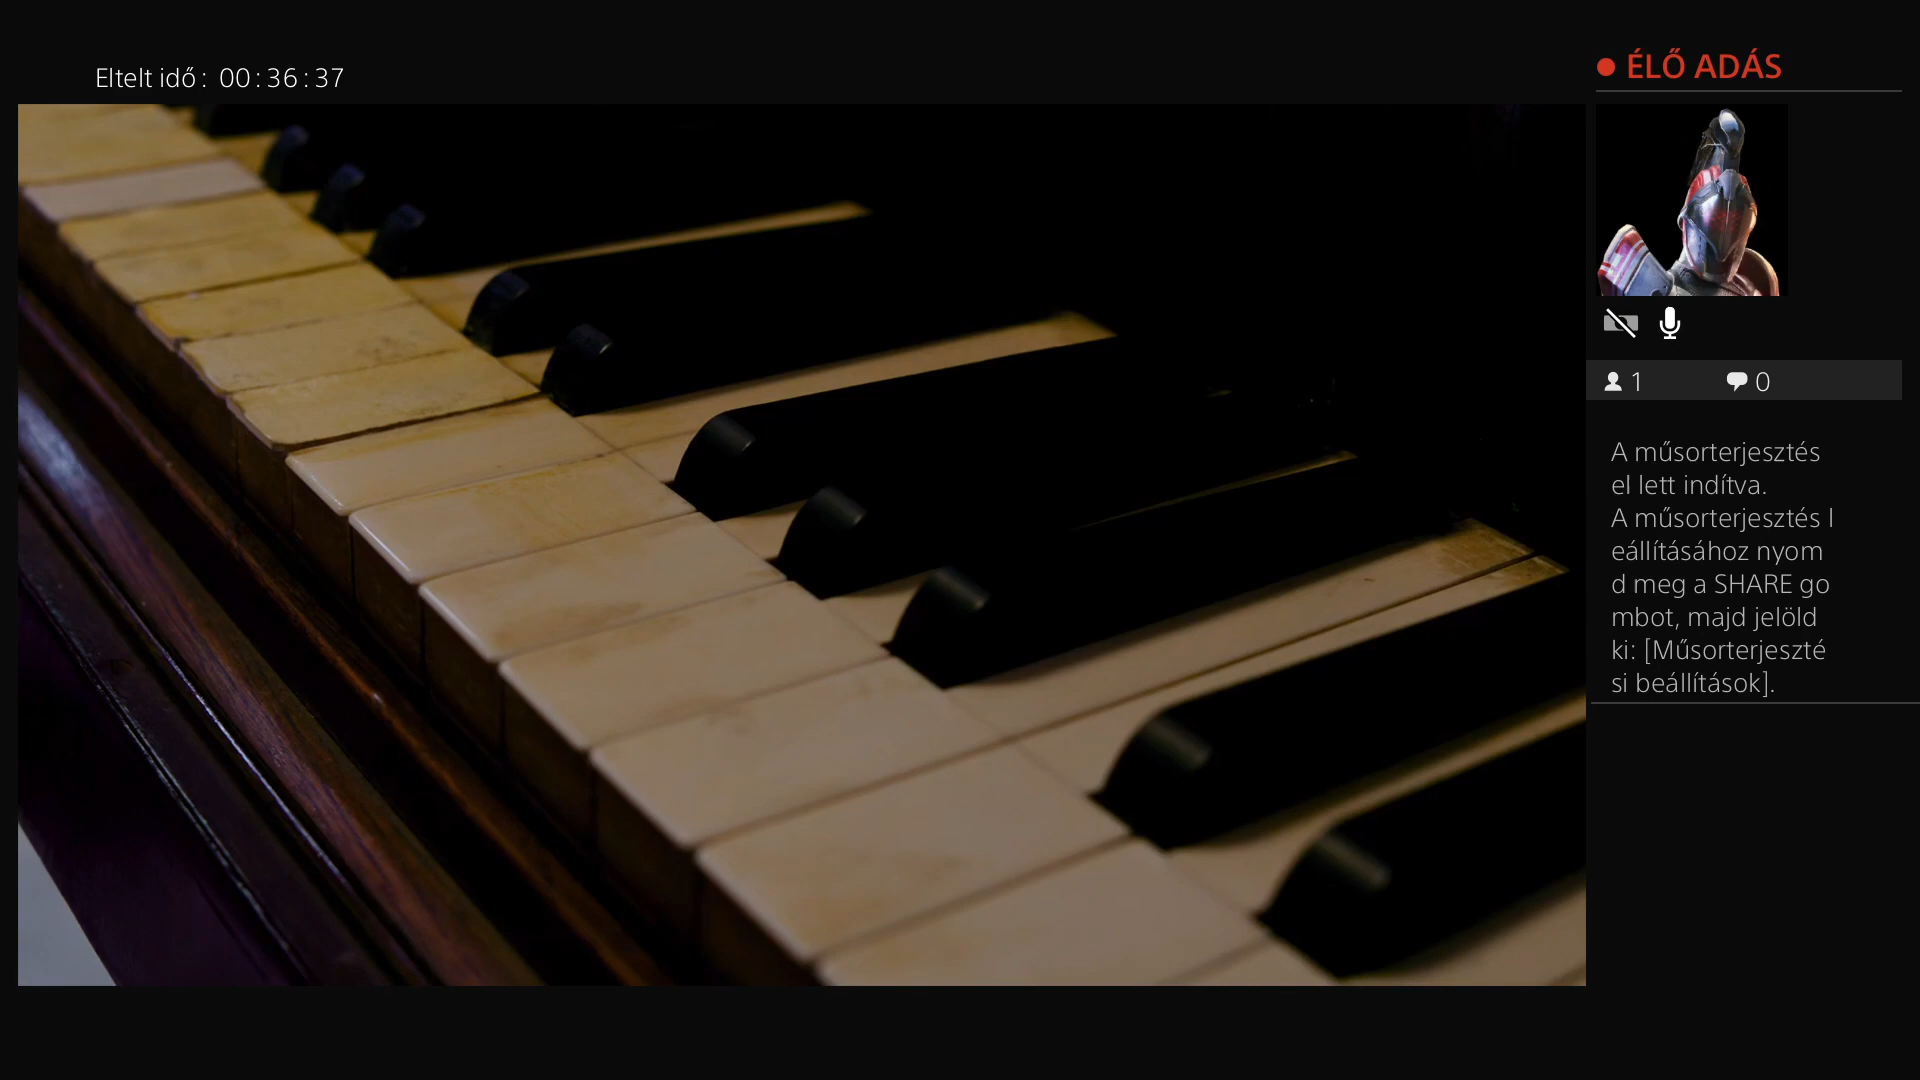 Eltelt idő : 00 : 36 : 37
ÉLŐ ADÁS
1
0
A műsorterjesztés
el lett indítva.
A műsorterjesztés l
eállításához nyom
d meg a SHARE go
mbot, majd jelöld
ki: [Műsorterjeszté
si beállítások].